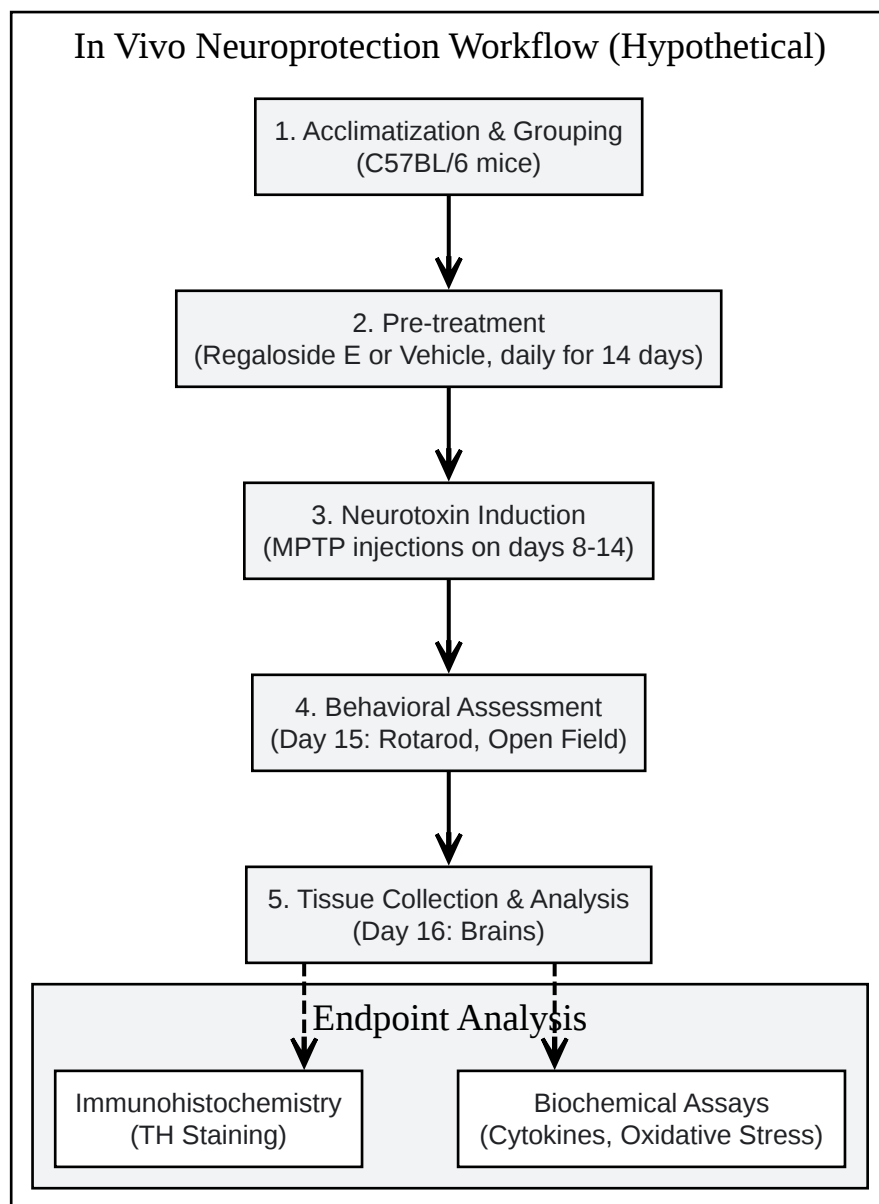 In Vivo Neuroprotection Workflow (Hypothetical)
1. Acclimatization & Grouping
(C57BL/6 mice)
2. Pre-treatment
(Regaloside E or Vehicle, daily for 14 days)
3. Neurotoxin Induction
(MPTP injections on days 8-14)
4. Behavioral Assessment
(Day 15: Rotarod, Open Field)
5. Tissue Collection & Analysis
(Day 16: Brains)
Endpoint Analysis
Immunohistochemistry
(TH Staining)
Biochemical Assays
(Cytokines, Oxidative Stress)